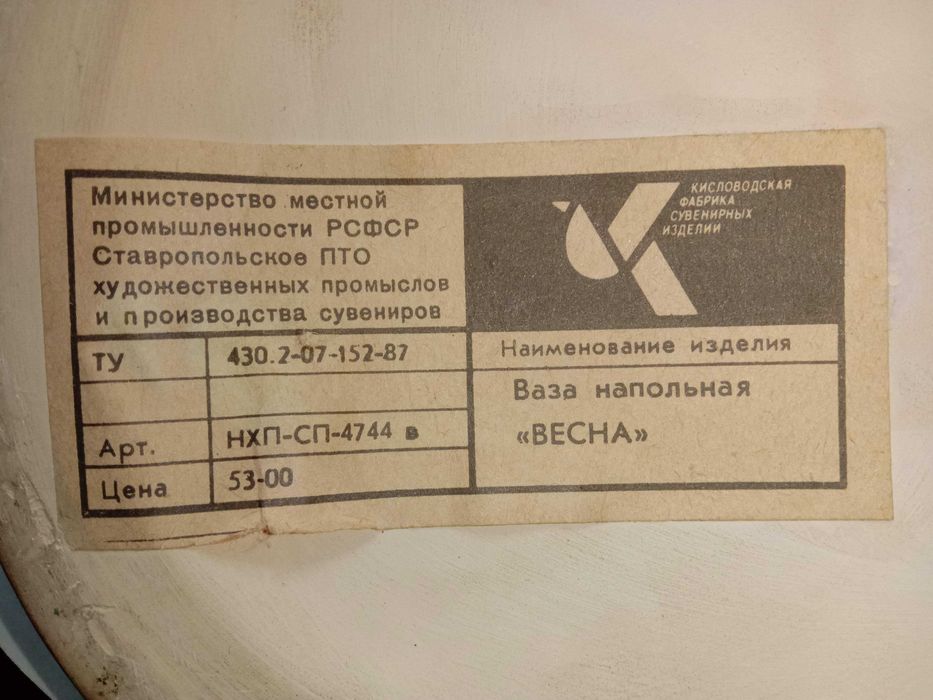 Министерство местной
промышленности РСФСР
Ставропольское ПТО
художественных промыслов
и производства сувениров
КИСЛОВОДСКАЯ
ФАБРИКА
СУВЕНИРНЫХ
ИЗДЕЛИИ
ТУ 430.2-07-152-87
Арт. НХП-СП-4744 в
Цена 53-00
Наименование изделия
Ваза напольная
«ВЕСНА»